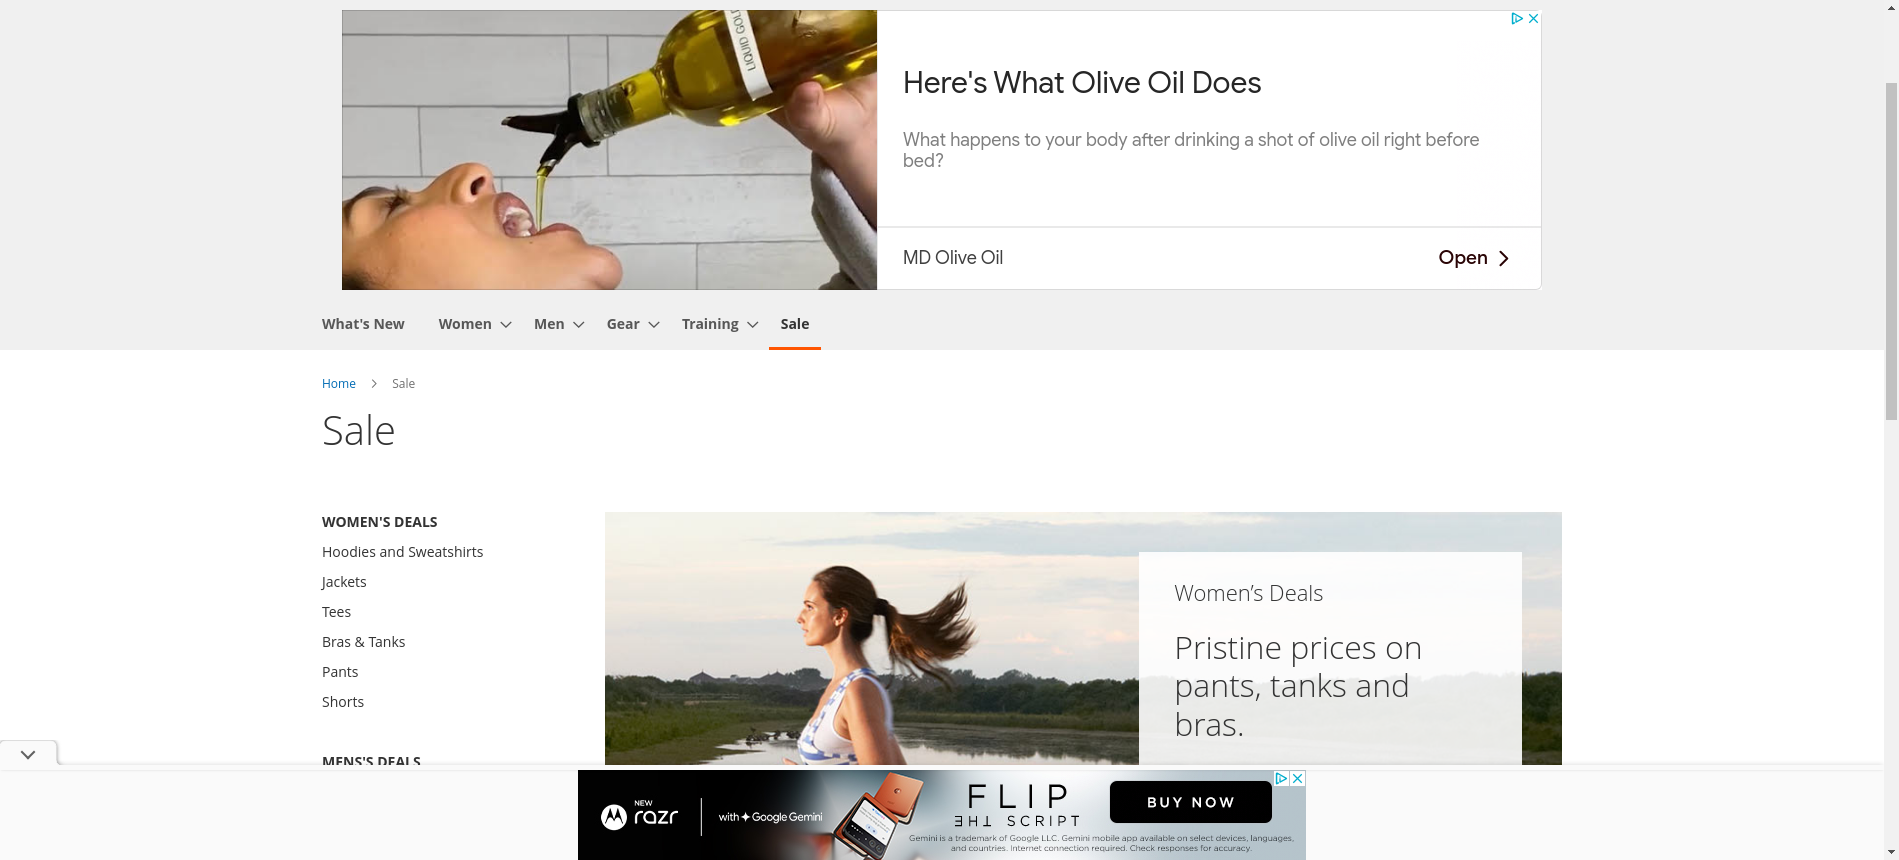 LIQUID GOLD
Here's What Olive Oil Does
What happens to your body after drinking a shot of olive oil right before
bed?
MD Olive Oil
Open
What's New
Women
Men
Gear
Training
Sale
Home
Sale
Sale
WOMEN'S DEALS
Hoodies and Sweatshirts
Jackets
Tees
Bras & Tanks
Pants
Shorts
MENS'S DEALS
Women's Deals
Pristine prices on
pants, tanks and
bras.
NEW
razr
with Google Gemini
FLIP
THE SCRIPT
BUY NOW
Gemini is a trademark of Google LLC. Gemini mobile app available on select devices, languages,
and countries. Internet connection required. Check responses for accuracy.